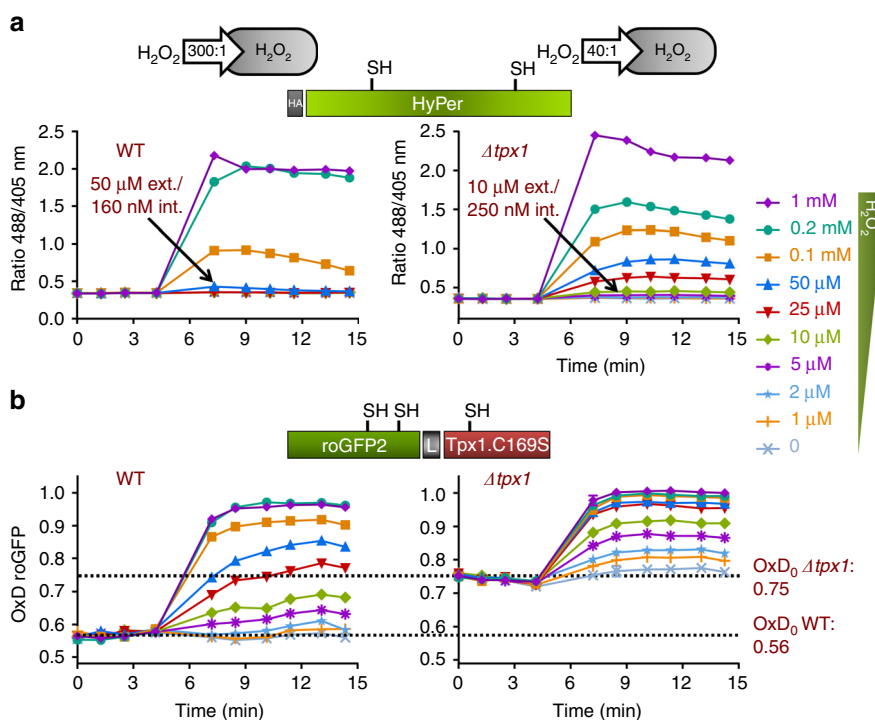 a
H₂O₂ 300:1 H₂O₂
H₂O₂ 40:1 H₂O₂
SH SH
HA HyPer
WT
50 μM ext./
160 nM int.
Ratio 488/405 nm
2.5
2.0
1.5
1.0
0.5
0.0
0 3 6 9 12 15
Δtpx1
10 μM ext./
250 nM int.
Ratio 488/405 nm
2.5
2.0
1.5
1.0
0.5
0 3 6 9 12 15
Time (min)
1 mM
0.2 mM
0.1 mM
50 μM
25 μM
10 μM
5 μM
2 μM
1 μM
0
H₂O₂
b
SH SH SH
roGFP2 L Tpx1.C169S
WT
OxD roGFP
1.0
0.9
0.8
0.7
0.6
0.5
0 3 6 9 12 15
Time (min)
Δtpx1
1.0
0.9
0.8
0.7
0.6
0.5
0 3 6 9 12 15
Time (min)
OxD₀ Δtpx1:
0.75
OxD₀ WT:
0.56